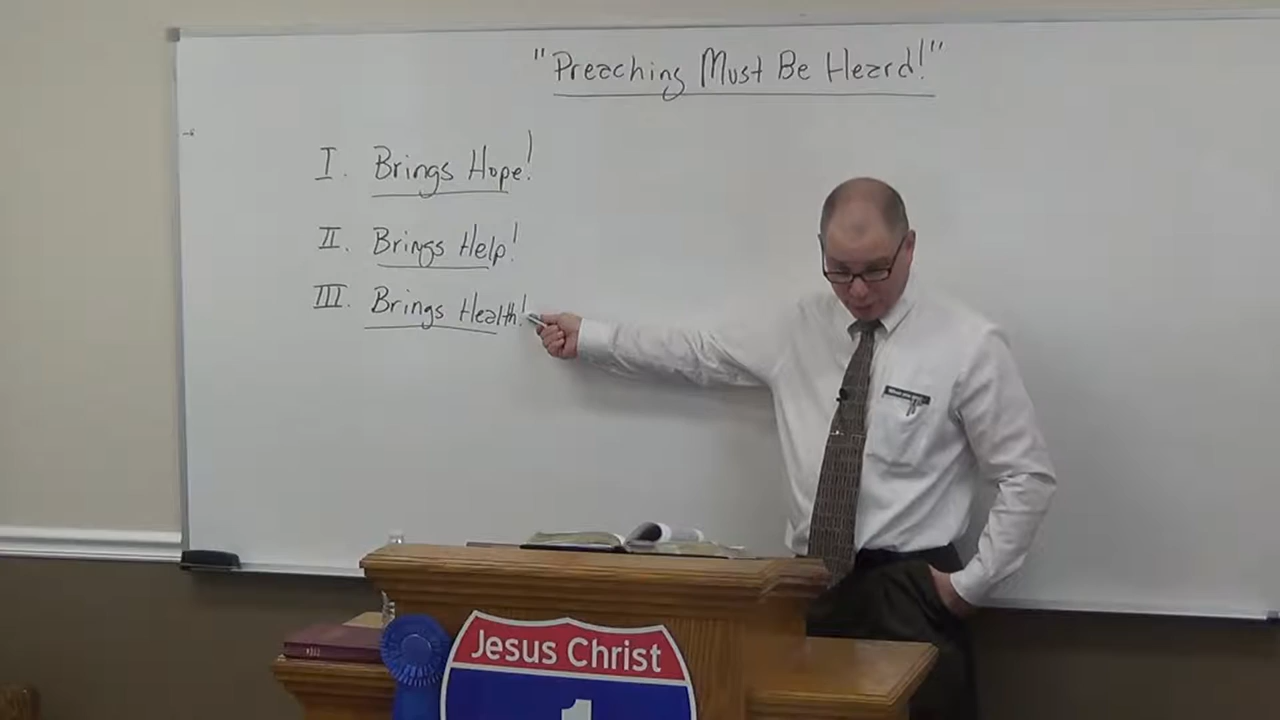 "Preaching Must Be Heard!"
I. Brings Hope!
II. Brings Help!
III. Brings Health!
Jesus Christ
1